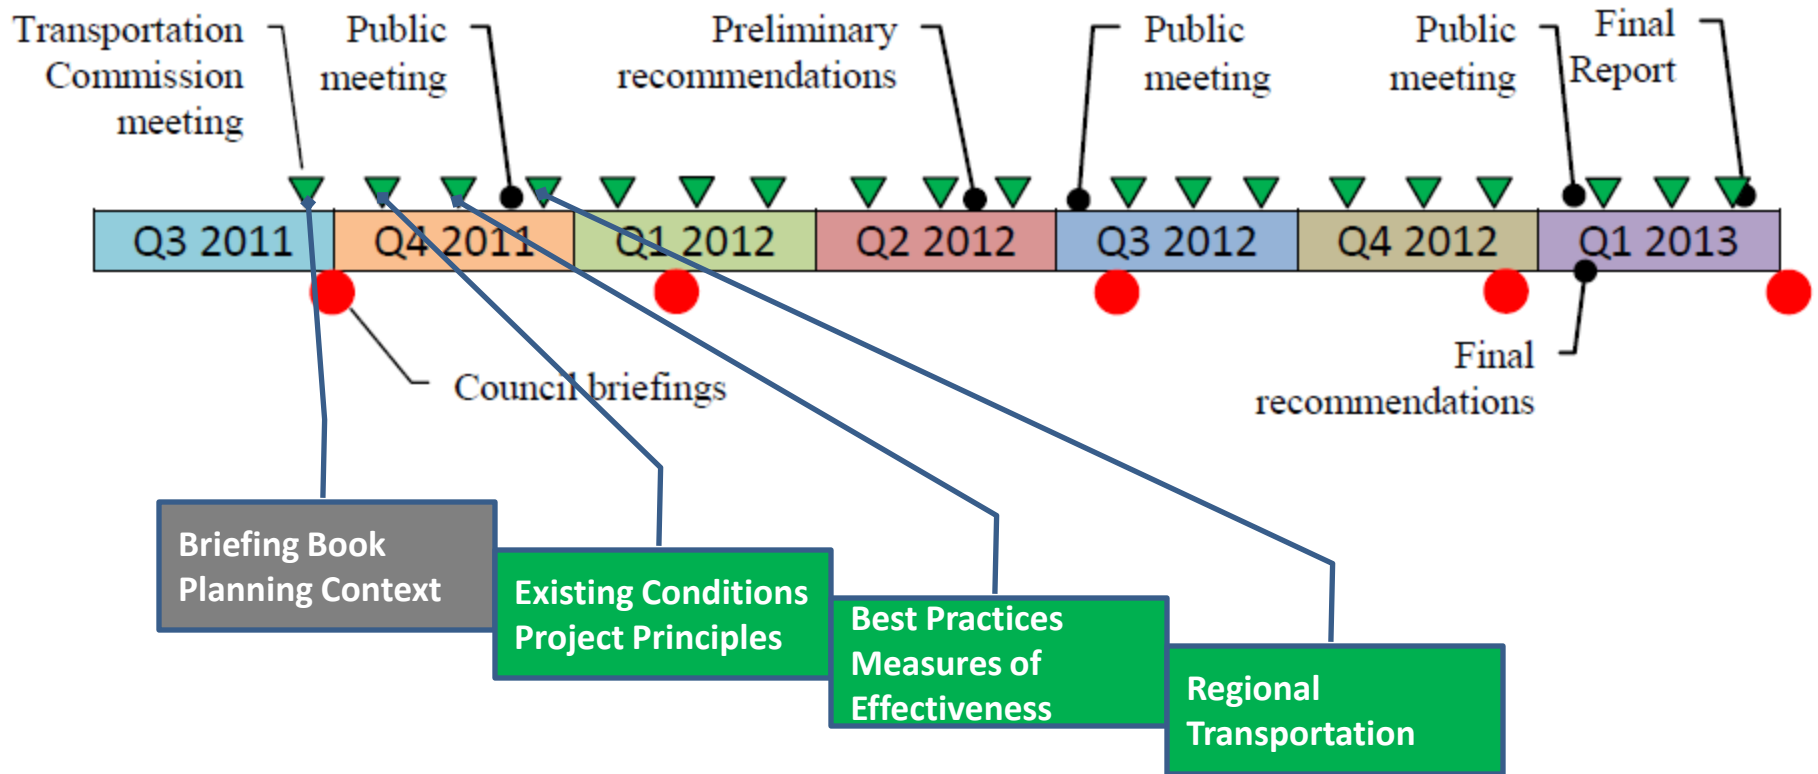 Transportation
Commission
meeting
Public
meeting
Preliminary
recommendations
Public
meeting
Public
meeting
Final
Report
Q3 2011
Q4 2011
Q1 2012
Q2 2012
Q3 2012
Q4 2012
Q1 2013
Council briefings
Final
recommendations
Briefing Book
Planning Context
Existing Conditions
Project Principles
Best Practices
Measures of
Effectiveness
Regional
Transportation